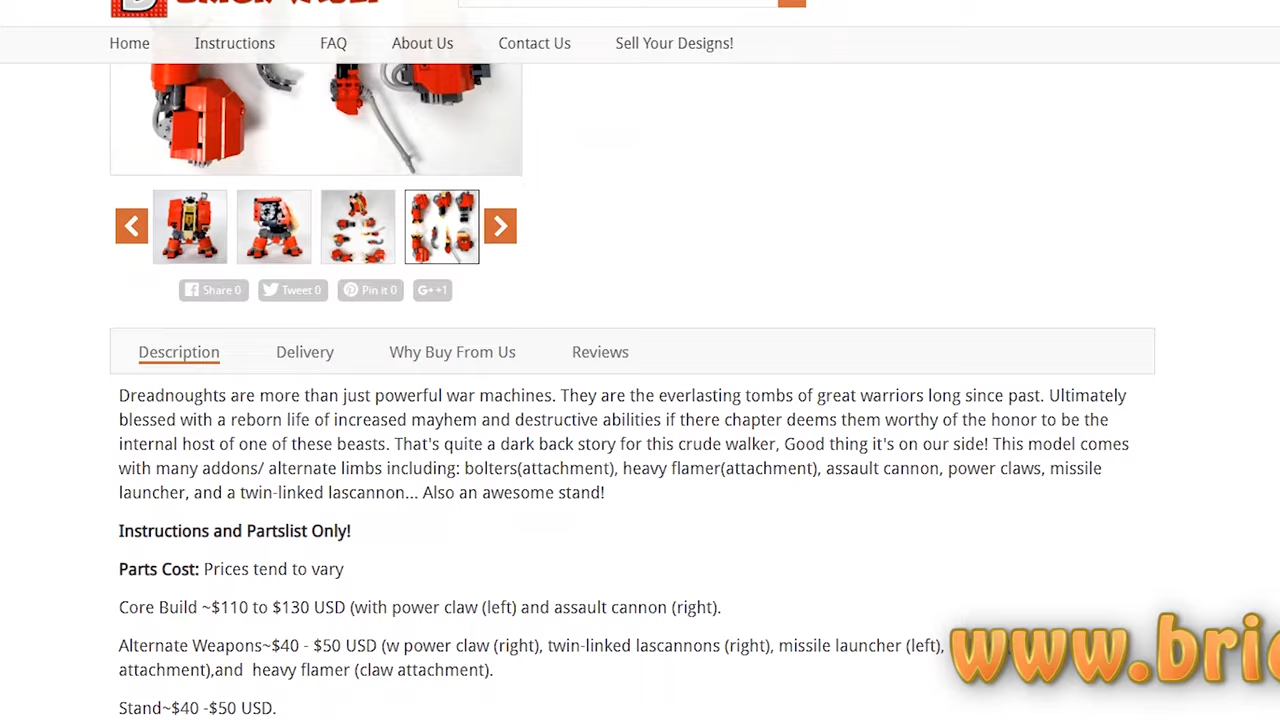 Home Instructions FAQ About Us Contact Us Sell Your Designs!
Share 0 Tweet 0 Pin it 0 G+ +1
Description Delivery Why Buy From Us Reviews
Dreadnoughts are more than just powerful war machines. They are the everlasting tombs of great warriors long since past. Ultimately
blessed with a reborn life of increased mayhem and destructive abilities if there chapter deems them worthy of the honor to be the
internal host of one of these beasts. That's quite a dark back story for this crude walker, Good thing it's on our side! This model comes
with many addons/ alternate limbs including: bolters(attachment), heavy flamer(attachment), assault cannon, power claws, missile
launcher, and a twin-linked lascannon... Also an awesome stand!
Instructions and Partslist Only!
Parts Cost: Prices tend to vary
Core Build ~$110 to $130 USD (with power claw (left) and assault cannon (right).
Alternate Weapons~$40 - $50 USD (w power claw (right), twin-linked lascannons (right), missile launcher (left),
attachment),and heavy flamer (claw attachment).
Stand~$40 -$50 USD.
www.bric